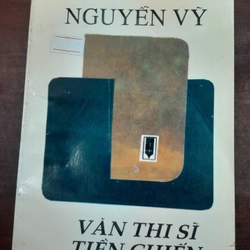 NGUYỄN VỸ
VĂN THI SĨ
TIỀN CHIẾN